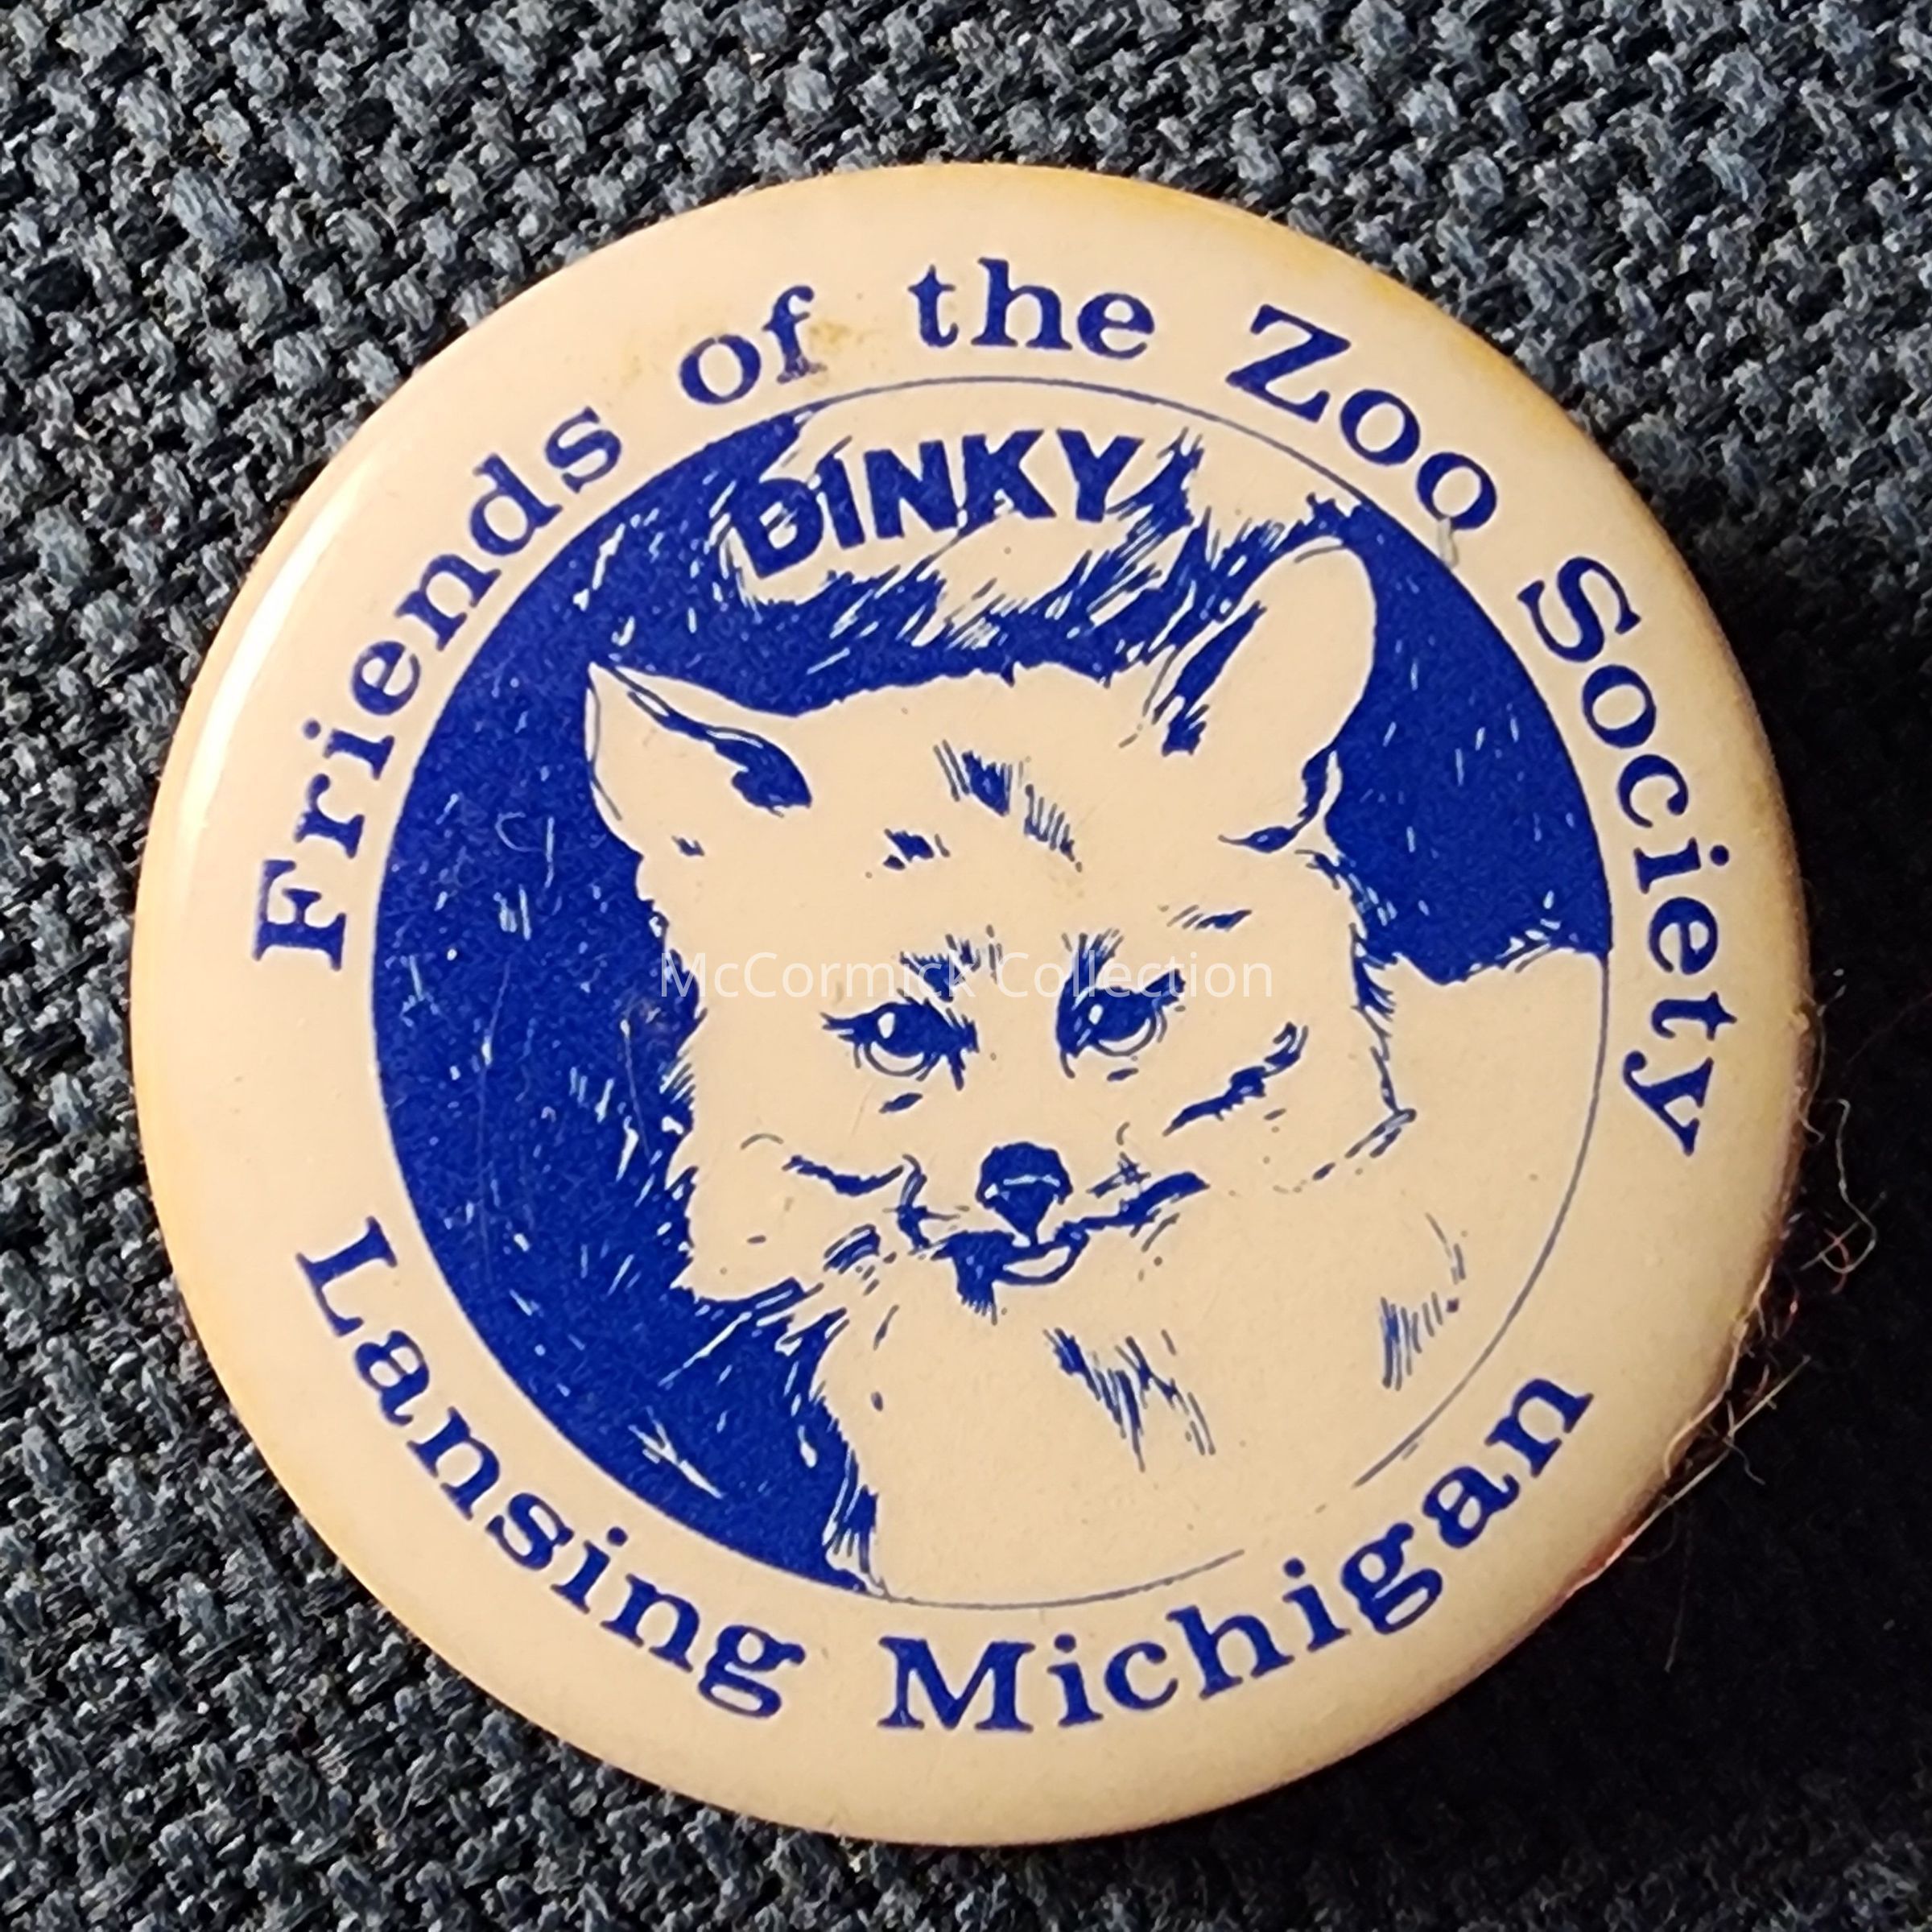 Friends of the Zoo Society
DINKY
McCormick Collection
Lansing Michigan